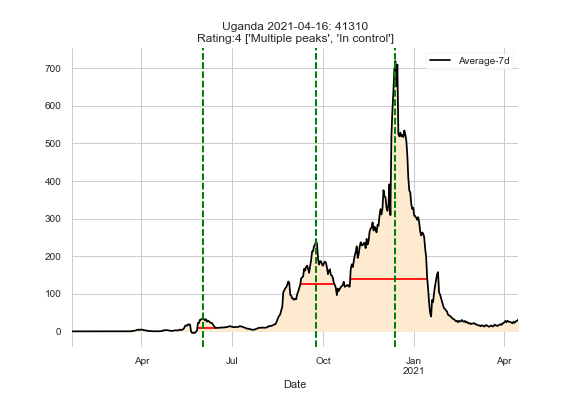 Uganda 2021-04-16: 41310
Rating:4 ['Multiple peaks', 'In control']
Average-7d
700
600
500
400
300
200
100
0
Apr
Jul
Oct
Jan
2021
Apr
Date